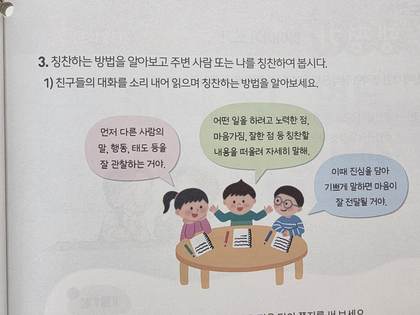 3. 칭찬하는 방법을 알아보고 주변 사람 또는 나를 칭찬하여 봅시다.
1) 친구들의 대화를 소리 내어 읽으며 칭찬하는 방법을 알아보세요.
먼저 다른 사람의
말, 행동, 태도 등을
잘 관찰하는 거야.
어떤 일을 하려고 노력한 점,
마음가짐, 잘한 점 등 칭찬할
내용을 떠올려 자세히 말해.
이때 진심을 담아
기쁘게 말하면 마음이
잘 전달될 거야.